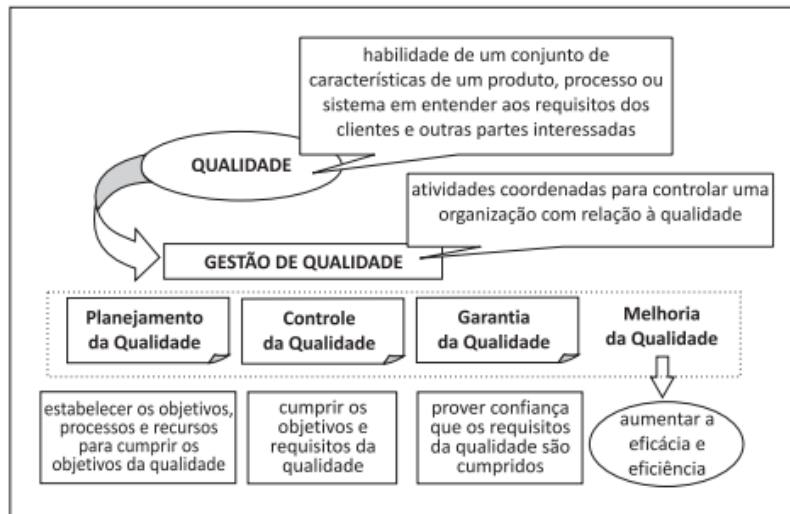 habilidade de um conjunto de
características de um produto, processo ou
sistema em entender aos requisitos dos
clientes e outras partes interessadas
QUALIDADE
atividades coordenadas para controlar uma
organização com relação à qualidade
GESTÃO DE QUALIDADE
Planejamento
da Qualidade
Controle
da Qualidade
Garantia
da Qualidade
Melhoria
da Qualidade
estabelecer os objetivos,
processos e recursos
para cumprir os
objetivos da qualidade
cumprir os
objetivos e
requisitos da
qualidade
prover confiança
que os requisitos
da qualidade são
cumpridos
aumentar a
eficácia e
eficiência